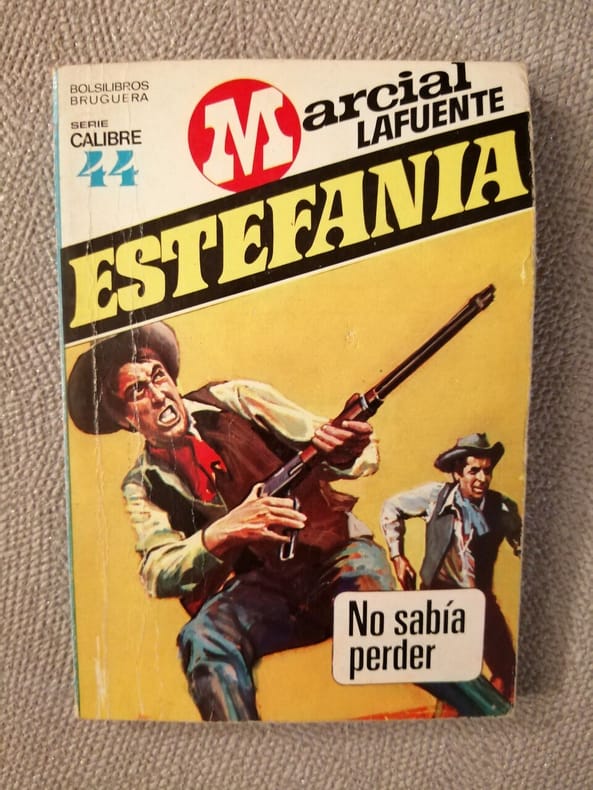 BOLSILIBROS
BRUGUERA
SERIE
CALIBRE
44
Marcial
LAFUENTE
ESTEFANIA
No sabía
perder